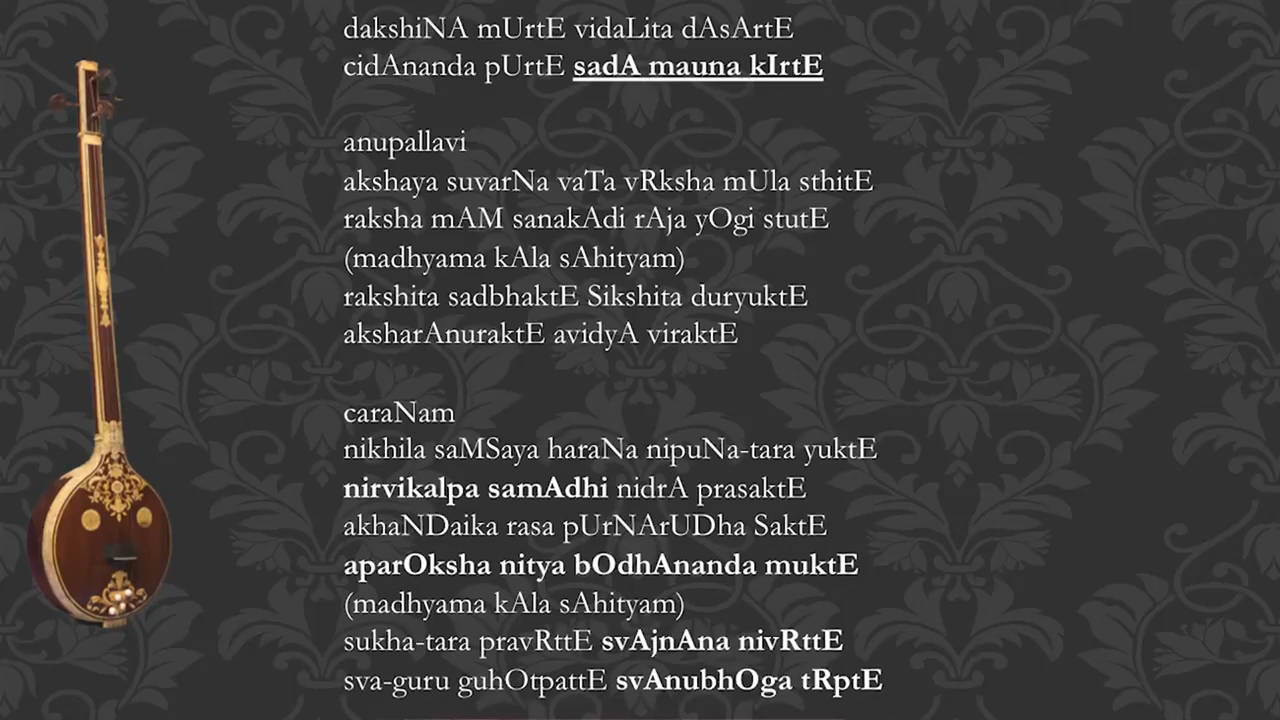 dakshiNA mUrtE vidaLita dAsArtE
cidAnanda pUrtE sadA mauna kIrtE
anupallavi
akshaya suvarNa vaTa vRksha mUla sthitE
raksha mAM sanakAdi rAja yOgi stutE
(madhyama kAla sAhityam)
rakshita sadbhaktE Sikshita duryuktE
aksharAnuraktE avidyA viraktE
caraNam
nikhila saMSaya haraNa nipuNa-tara yuktE
nirvikalpa samAdhi nidrA prasaktE
akhaNDaika rasa pUrNArUDha SaktE
aparOksha nitya bOdhAnanda muktE
(madhyama kAla sAhityam)
sukha-tara pravRttE svAjnAna nivRttE
sva-guru guhOtpattE svAnubhOga tRptE